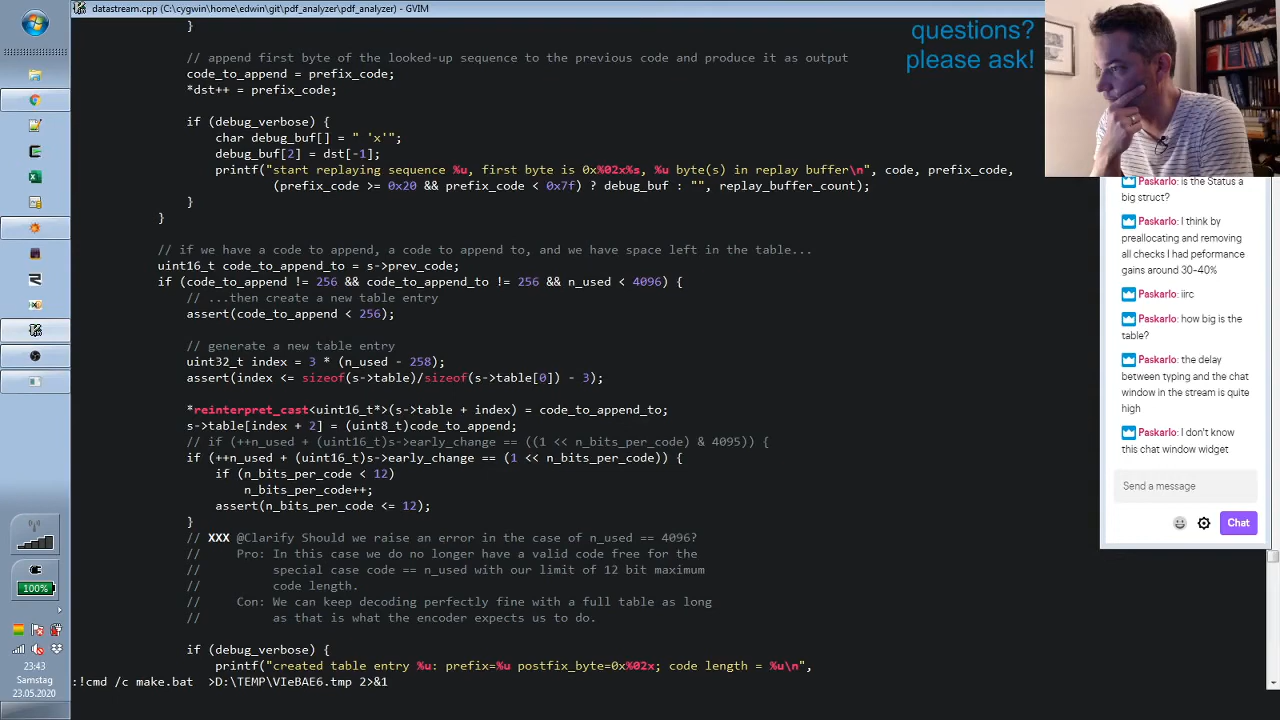 datastream.cpp (C:\cygwin\home\edwin\git\pdf_analyzer\pdf_analyzer) - GVIM
}
// append first byte of the looked-up sequence to the previous code and produce it as output
code_to_append = prefix_code;
*dst++ = prefix_code;
if (debug_verbose) {
char debug_buf[] = " 'x'";
debug_buf[2] = dst[-1];
printf("start replaying sequence %u, first byte is 0x%02x%s, %u byte(s) in replay buffer\n", code, prefix_code,
(prefix_code >= 0x20 && prefix_code < 0x7f) ? debug_buf : "", replay_buffer_count);
}
}
// if we have a code to append, a code to append to, and we have space left in the table...
uint16_t code_to_append_to = s->prev_code;
if (code_to_append != 256 && code_to_append_to != 256 && n_used < 4096) {
// ...then create a new table entry
assert(code_to_append < 256);
// generate a new table entry
uint32_t index = 3 * (n_used - 258);
assert(index <= sizeof(s->table)/sizeof(s->table[0]) - 3);
*reinterpret_cast<uint16_t*>(s->table + index) = code_to_append_to;
s->table[index + 2] = (uint8_t)code_to_append;
// if (++n_used + (uint16_t)s->early_change == ((1 << n_bits_per_code) & 4095)) {
if (++n_used + (uint16_t)s->early_change == (1 << n_bits_per_code)) {
if (n_bits_per_code < 12)
n_bits_per_code++;
assert(n_bits_per_code <= 12);
}
// XXX @Clarify Should we raise an error in the case of n_used == 4096?
// Pro: In this case we do no longer have a valid code free for the
// special case code == n_used with our limit of 12 bit maximum
// code length.
// Con: We can keep decoding perfectly fine with a full table as long
// as that is what the encoder expects us to do.
if (debug_verbose) {
printf("created table entry %u: prefix=%u postfix_byte=0x%02x; code length = %u\n",
:!cmd /c make.bat >D:\TEMP\VIeBAE6.tmp 2>&1
questions?
please ask!
Paskarlo: is the Status a
big struct?
Paskarlo: I think by
preallocating and removing
all checks I had peformance
gains around 30-40%
Paskarlo: iirc
Paskarlo: how big is the
table?
Paskarlo: the delay
between typing and the chat
window in the stream is quite
high
Paskarlo: I don't know
this chat window widget
Send a message
Chat
100%
23:43
Samstag
23.05.2020